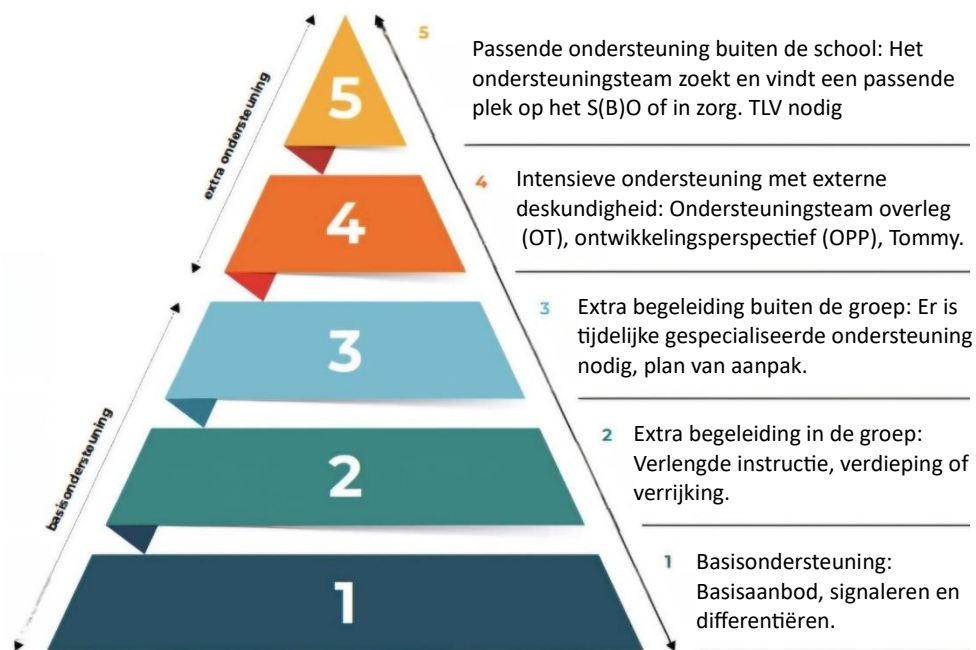 5
5
Passende ondersteuning buiten de school: Het
ondersteuningsteam zoekt en vindt een passende
plek op het S(B)O of in zorg. TLV nodig
extra ondersteuning
4
4
Intensieve ondersteuning met externe
deskundigheid: Ondersteuningsteam overleg
(OT), ontwikkelingsperspectief (OPP), Tommy.
3
3
Extra begeleiding buiten de groep: Er is
tijdelijke gespecialiseerde ondersteuning
nodig, plan van aanpak.
basisondersteuning
2
2
Extra begeleiding in de groep:
Verlengde instructie, verdieping of
verrijking.
1
1
Basisondersteuning:
Basisaanbod, signaleren en
differentiëren.